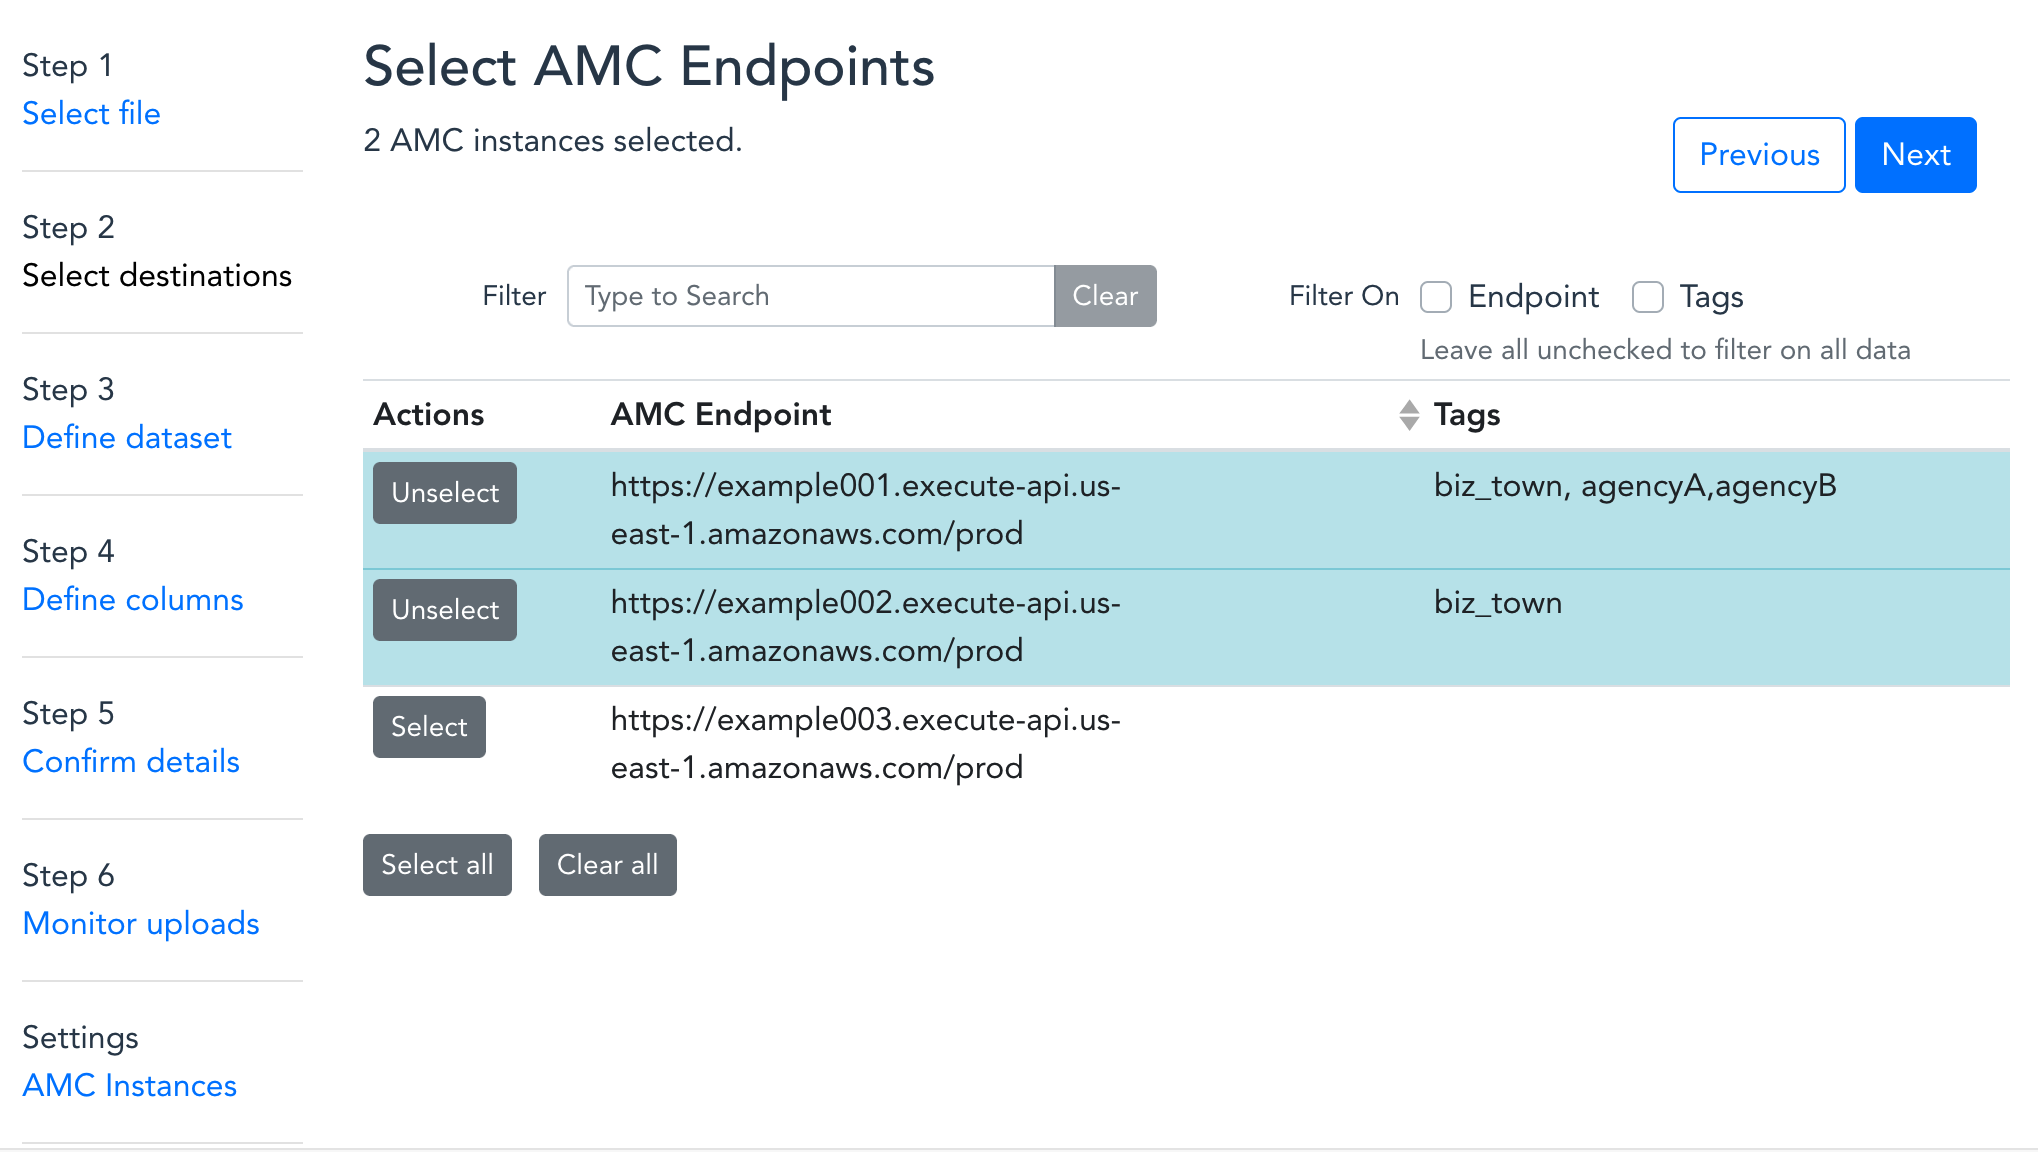 Step 1
Select file
Step 2
Select destinations
Step 3
Define dataset
Step 4
Define columns
Step 5
Confirm details
Step 6
Monitor uploads
Settings
AMC Instances
Select AMC Endpoints
2 AMC instances selected.
Previous Next
Filter Type to Search Clear
Filter On Endpoint Tags
Leave all unchecked to filter on all data
Actions AMC Endpoint Tags
Unselect https://example001.execute-api.us- biz_town, agencyA,agencyB
east-1.amazonaws.com/prod
Unselect https://example002.execute-api.us- biz_town
east-1.amazonaws.com/prod
Select https://example003.execute-api.us-
east-1.amazonaws.com/prod
Select all Clear all